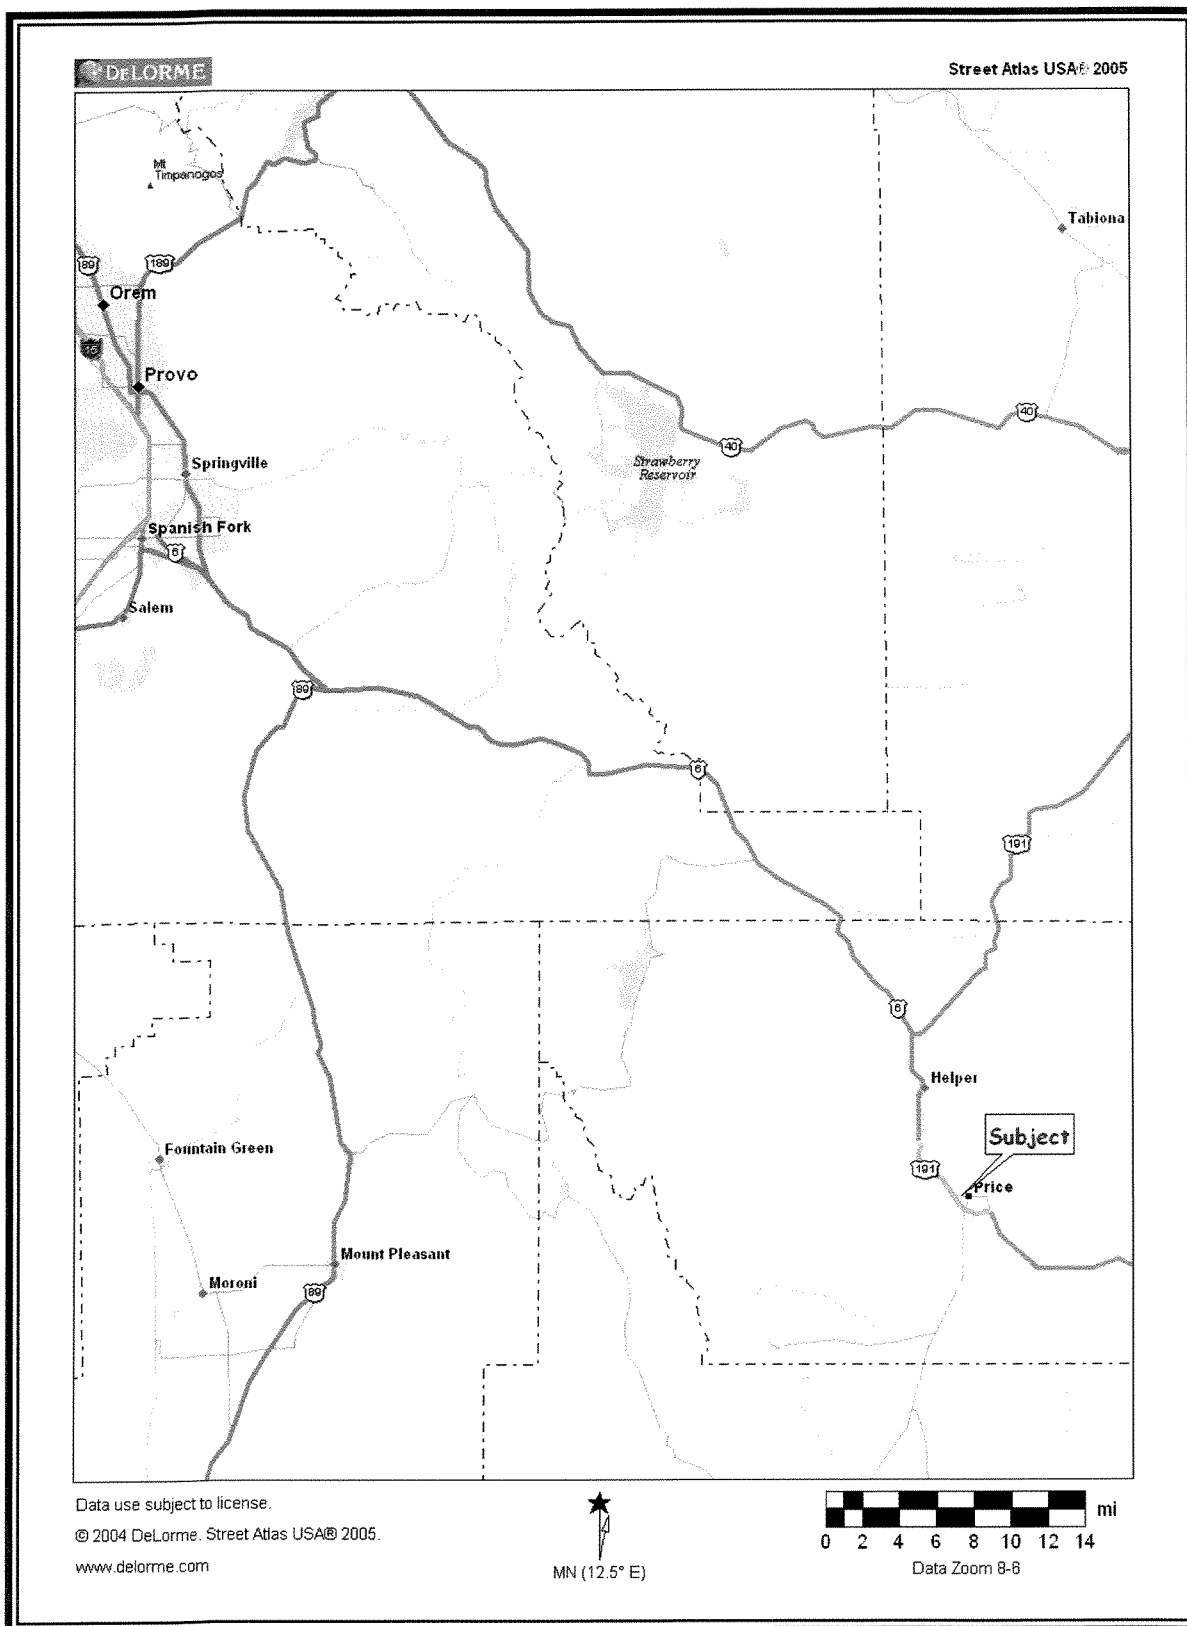 DELORME
Street Atlas USA® 2005
Mt
Timpanogos
Tabiona
89
189
Orem
15
Provo
40
40
Springville
Strawberry
Reservoir
Spanish Fork
6
Salem
89
6
191
6
Helper
Subject
Fountain Green
191
Price
Mount Pleasant
Moroni
89
Data use subject to license.
© 2004 DeLorme. Street Atlas USA® 2005.
www.delorme.com
MN (12.5° E)
mi
0 2 4 6 8 10 12 14
Data Zoom 8-6